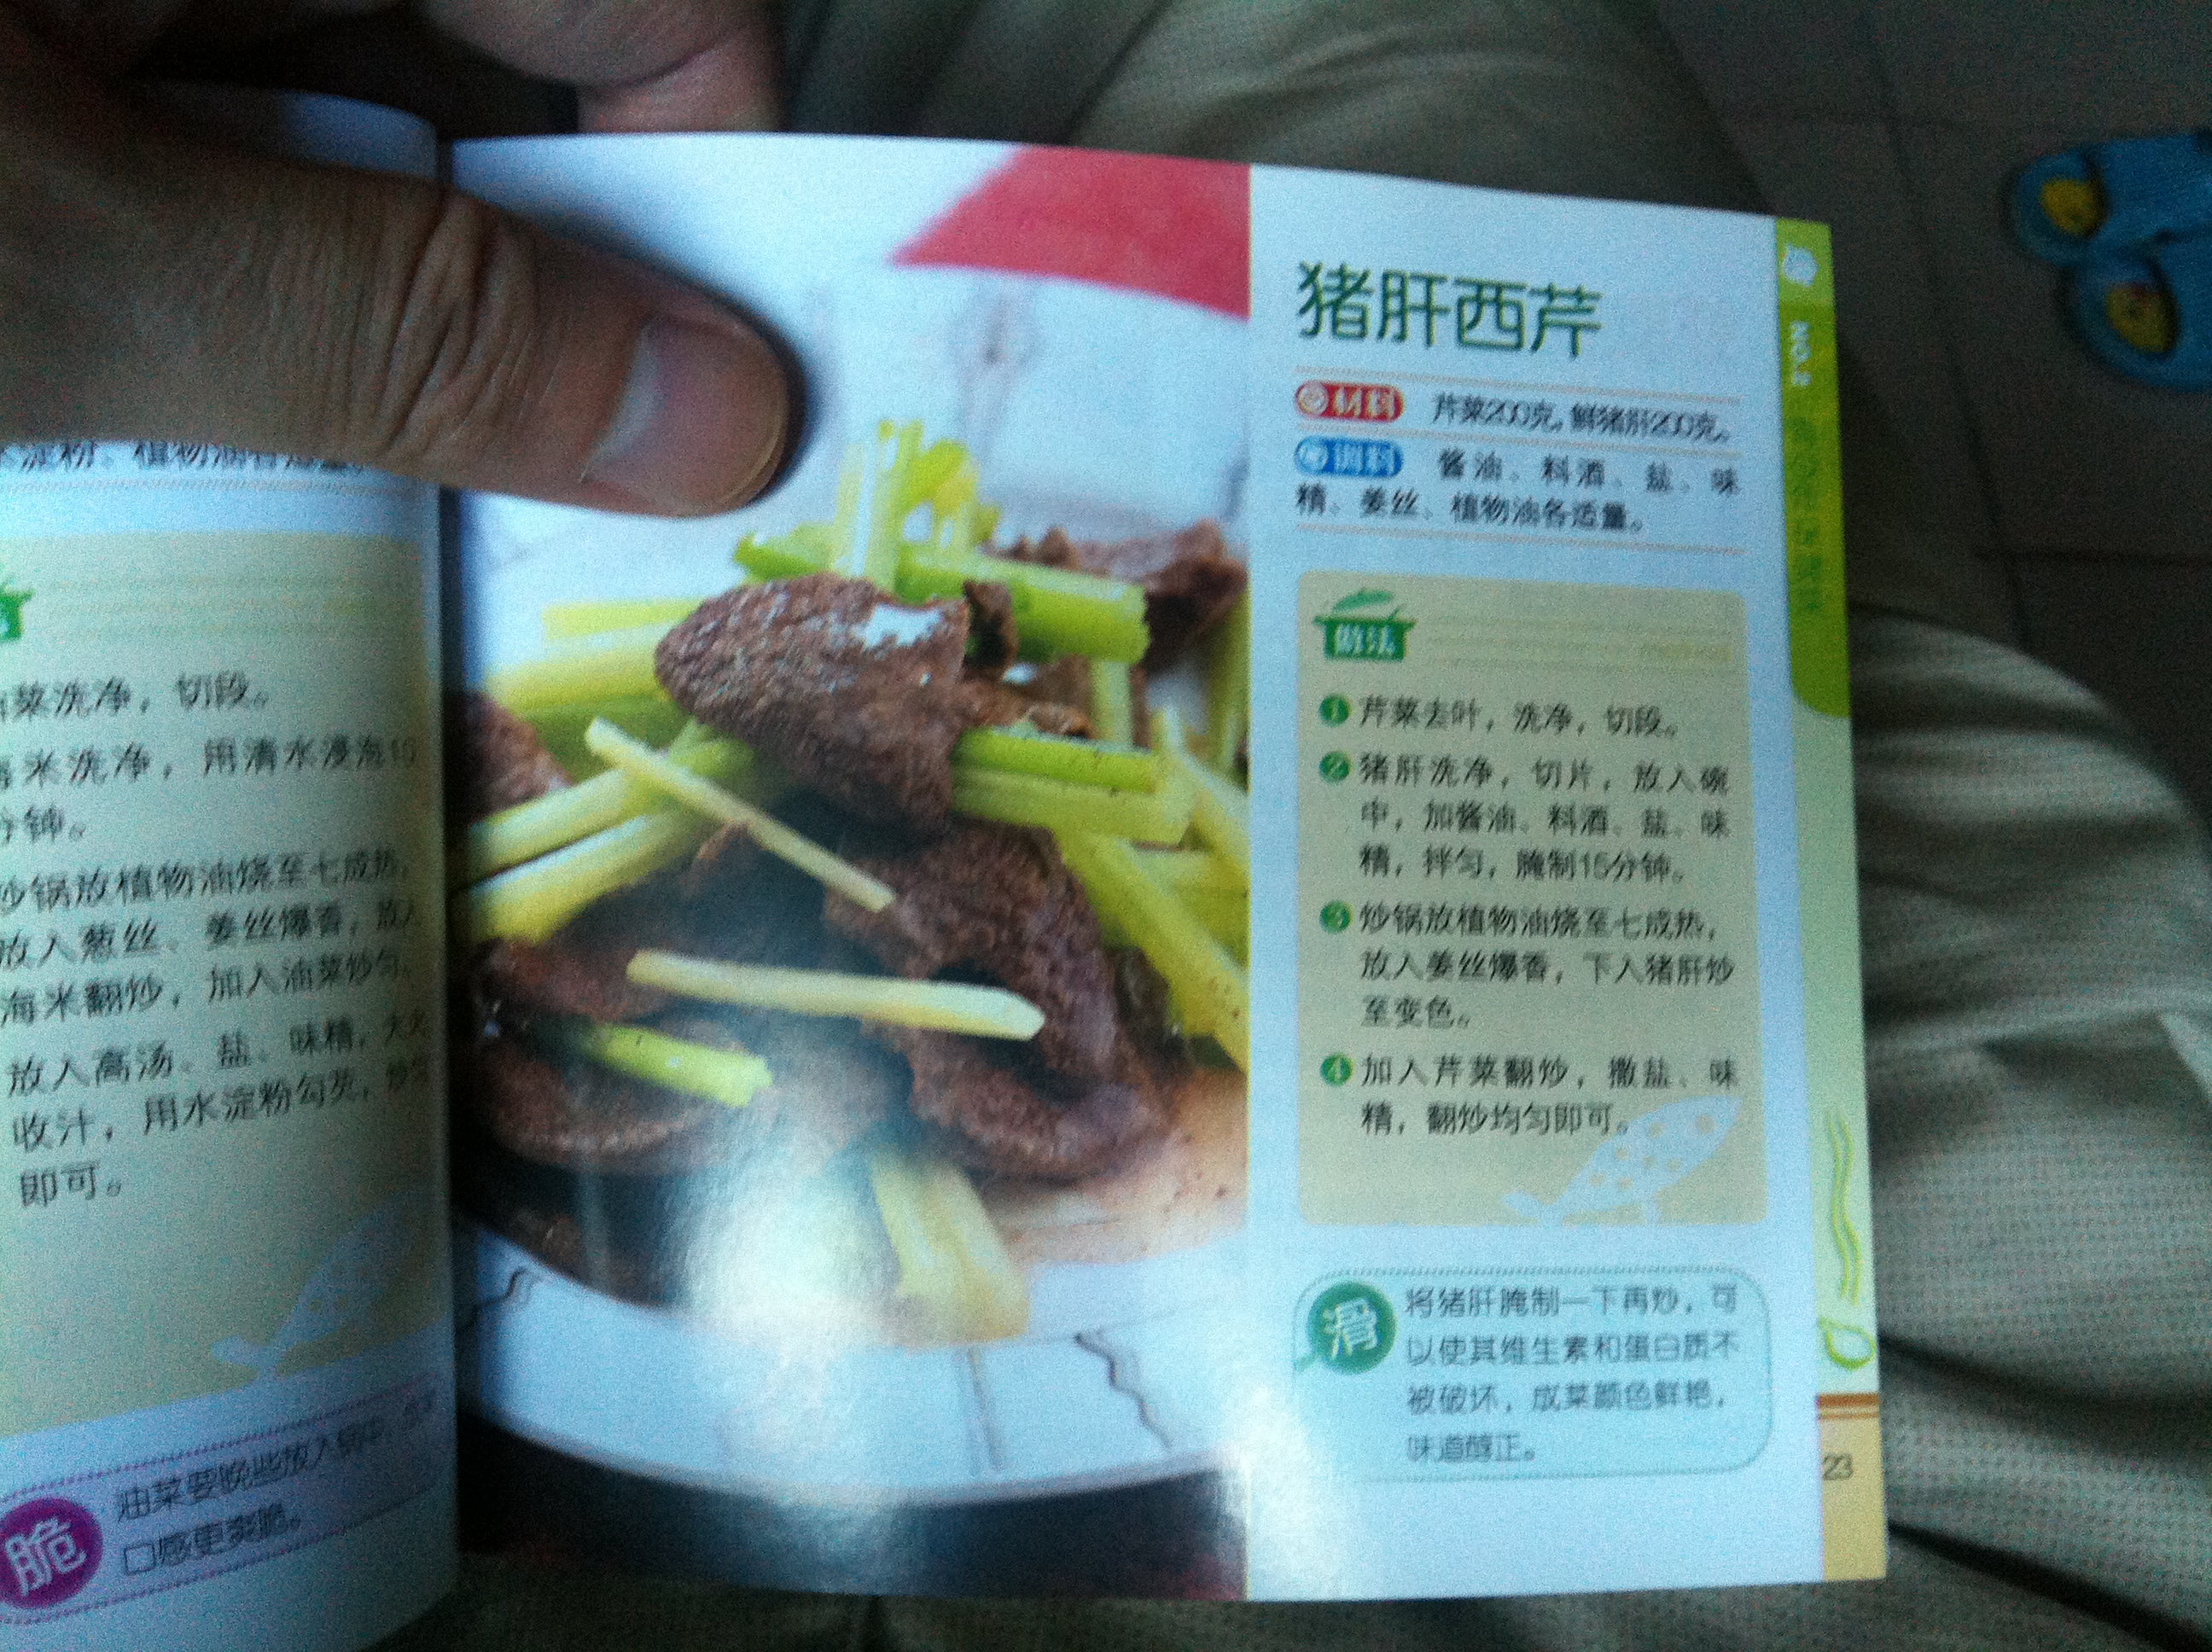 淀粉、植物油各适量。
菜洗净，切段。
米洗净，用清水浸泡15
分钟。
炒锅放植物油烧至七成热，
放入葱丝、姜丝爆香，放入
海米翻炒，加入油菜炒匀。
放入高汤、盐、味精，大火
收汁，用水淀粉勾芡，
即可。
脆
油菜要晚些放入锅中，
口感更爽脆。
猪肝西芹
材料 芹菜200克，鲜猪肝200克。
调料 酱油、料酒、盐、味
精、姜丝、植物油各适量。
做法
1 芹菜去叶，洗净，切段。
2 猪肝洗净，切片，放入碗
中，加酱油、料酒、盐、味
精，拌匀，腌制15分钟。
3 炒锅放植物油烧至七成热，
放入姜丝爆香，下入猪肝炒
至变色。
4 加入芹菜翻炒，撒盐、味
精，翻炒均匀即可。
滑
将猪肝腌制一下再炒，可
以使其维生素和蛋白质不
被破坏，成菜颜色鲜艳，
味道醇正。
NO.2
23